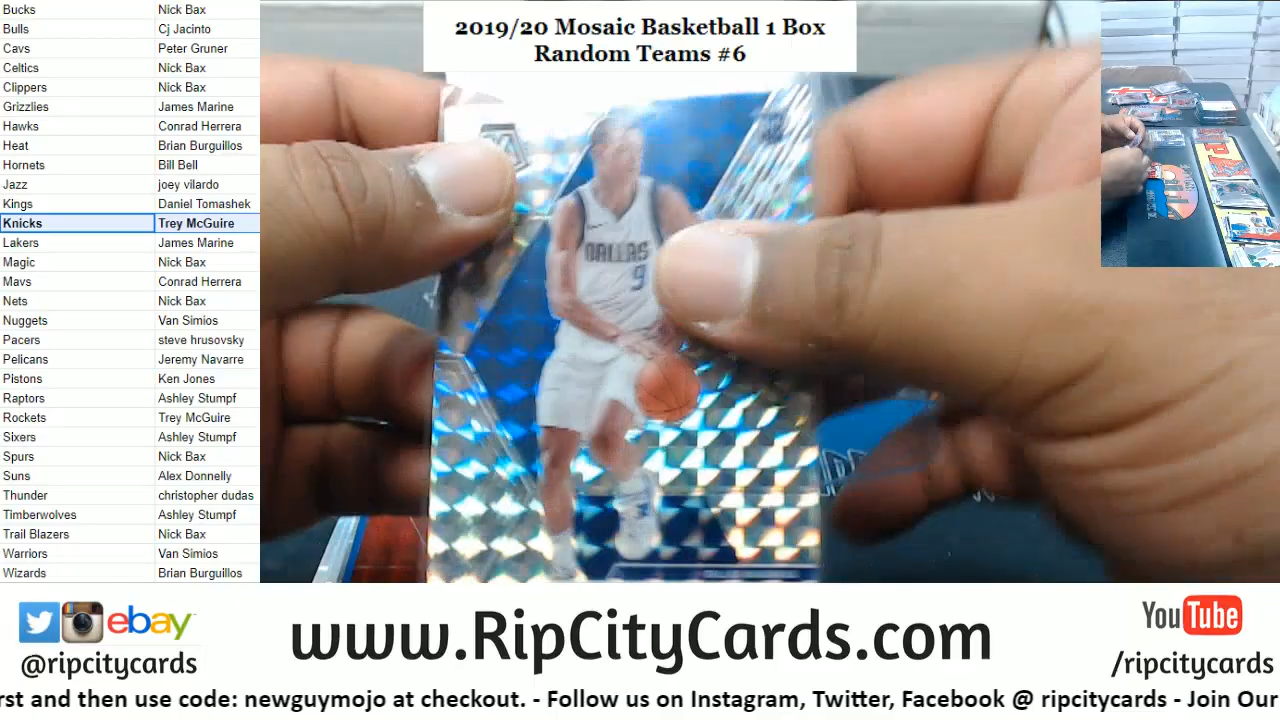 2019/20 Mosaic Basketball 1 Box
Random Teams #6
Bucks Nick Bax
Bulls Cj Jacinto
Cavs Peter Gruner
Celtics Nick Bax
Clippers Nick Bax
Grizzlies James Marine
Hawks Conrad Herrera
Heat Brian Burguillos
Hornets Bill Bell
Jazz joey vilardo
Kings Daniel Tomashek
Knicks Trey McGuire
Lakers James Marine
Magic Nick Bax
Mavs Conrad Herrera
Nets Nick Bax
Nuggets Van Simios
Pacers steve hrusovsky
Pelicans Jeremy Navarre
Pistons Ken Jones
Raptors Ashley Stumpf
Rockets Trey McGuire
Sixers Ashley Stumpf
Spurs Nick Bax
Suns Alex Donnelly
Thunder christopher dudas
Timberwolves Ashley Stumpf
Trail Blazers Nick Bax
Warriors Van Simios
Wizards Brian Burguillos
DALLAS
9
ebay
@ripcitycards
www.RipCityCards.com
YouTube
/ripcitycards
rst and then use code: newguymojo at checkout. - Follow us on Instagram, Twitter, Facebook @ ripcitycards - Join Our